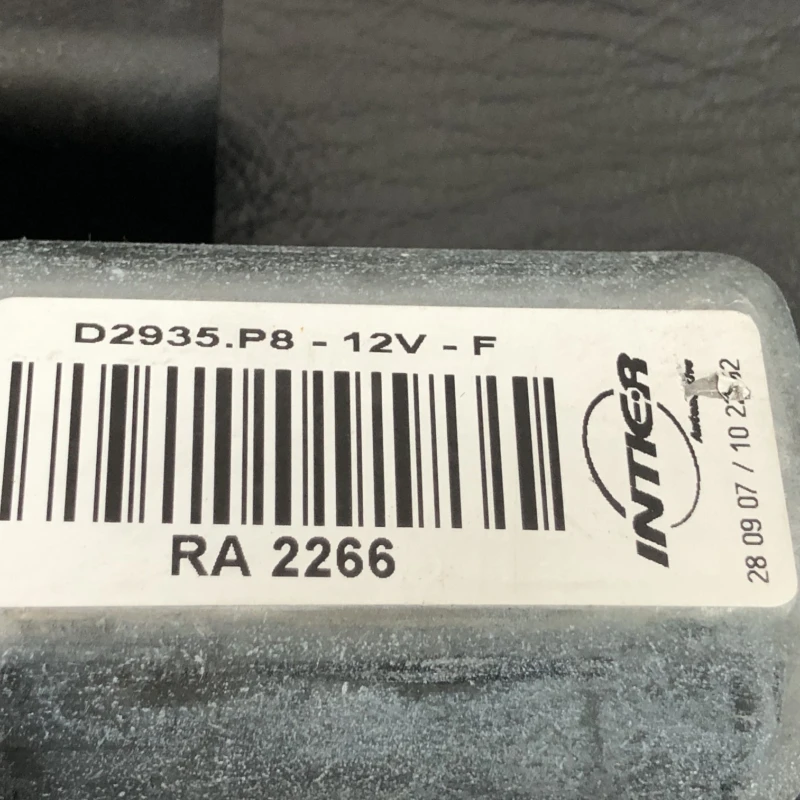 D2935.P8 - 12V - F
RA 2266
INTIER
28 09 07 / 10